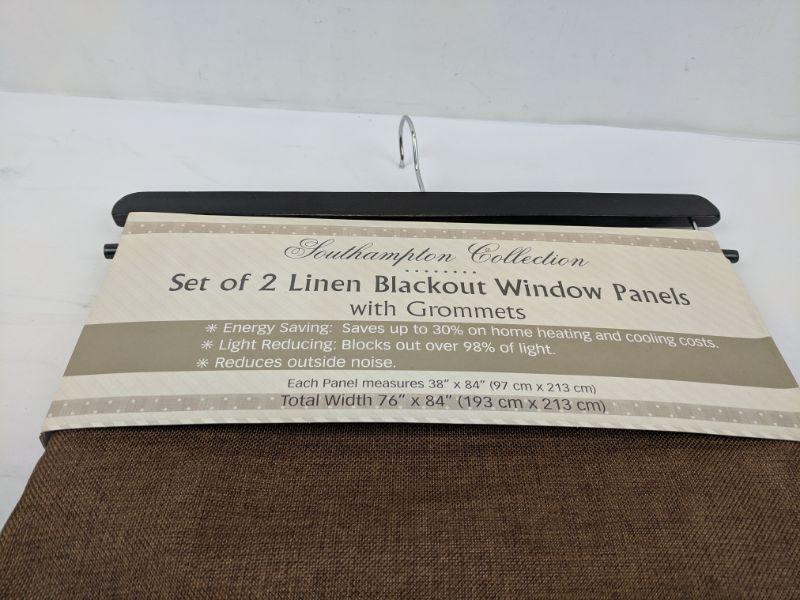 Southampton Collection
Set of 2 Linen Blackout Window Panels
with Grommets
✳ Energy Saving: Saves up to 30% on home heating and cooling costs.
✳ Light Reducing: Blocks out over 98% of light.
✳ Reduces outside noise.
Each Panel measures 38" x 84" (97 cm x 213 cm)
Total Width 76" x 84" (193 cm x 213 cm)